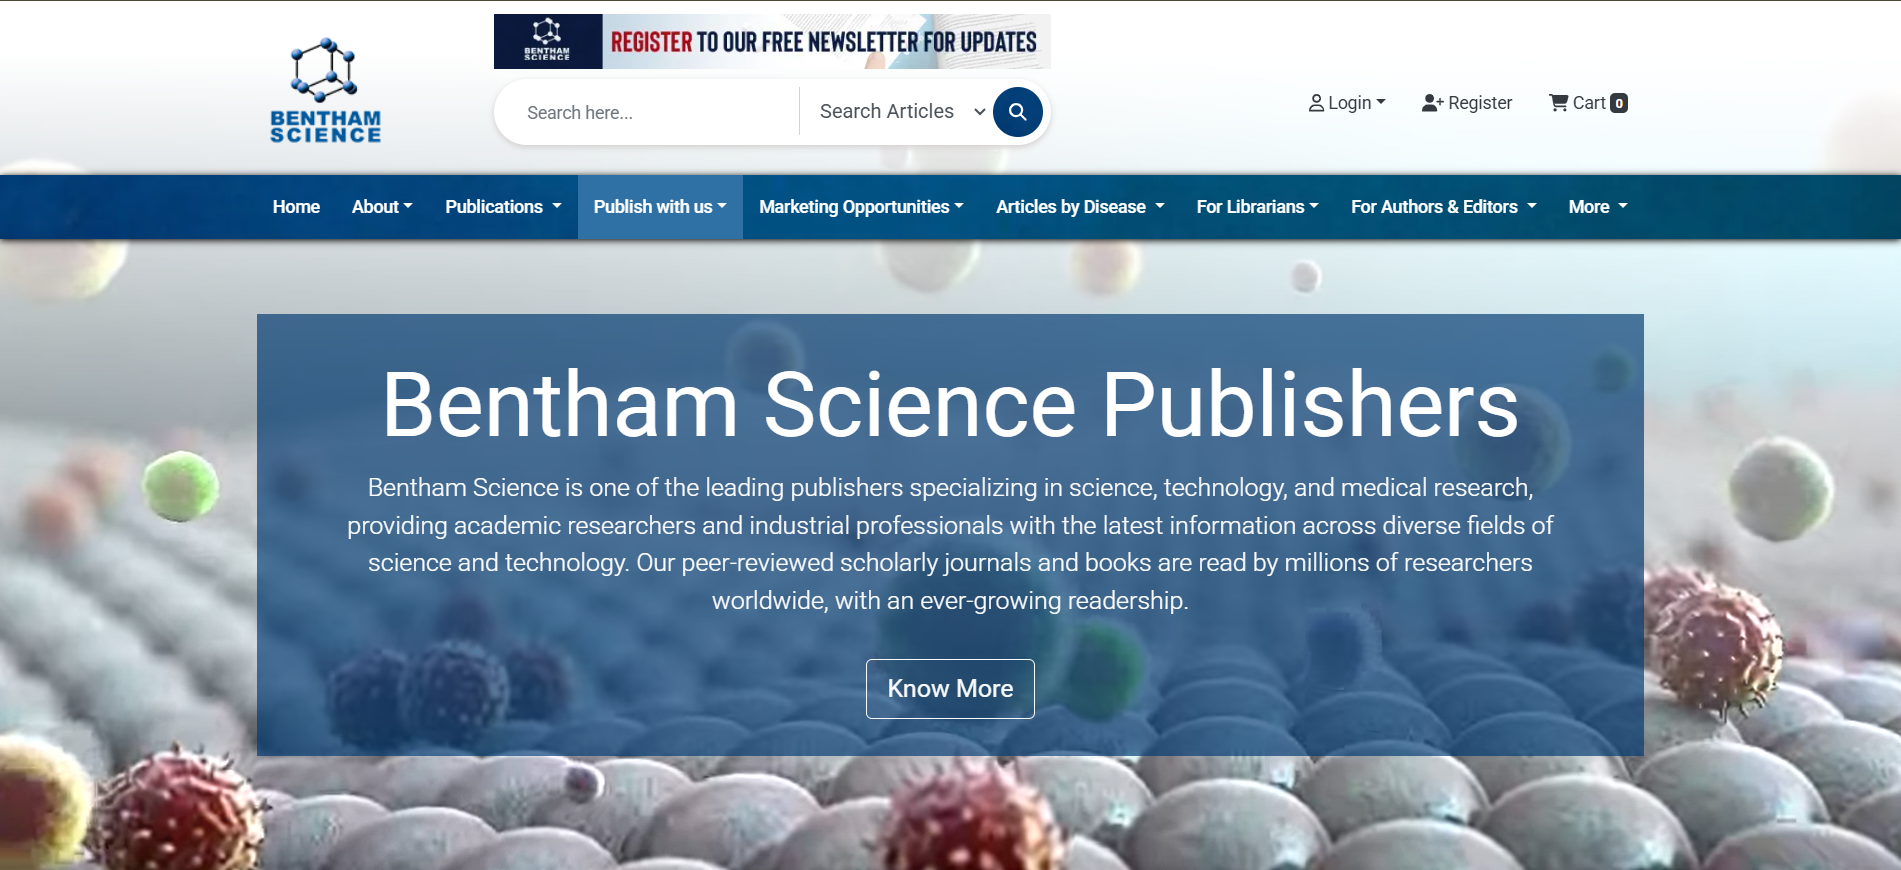 BENTHAM
SCIENCE
REGISTER TO OUR FREE NEWSLETTER FOR UPDATES
BENTHAM
SCIENCE
Search here...
Search Articles
Login
Register
Cart 0
Home About Publications Publish with us Marketing Opportunities Articles by Disease For Librarians For Authors & Editors More
Bentham Science Publishers
Bentham Science is one of the leading publishers specializing in science, technology, and medical research,
providing academic researchers and industrial professionals with the latest information across diverse fields of
science and technology. Our peer-reviewed scholarly journals and books are read by millions of researchers
worldwide, with an ever-growing readership.
Know More